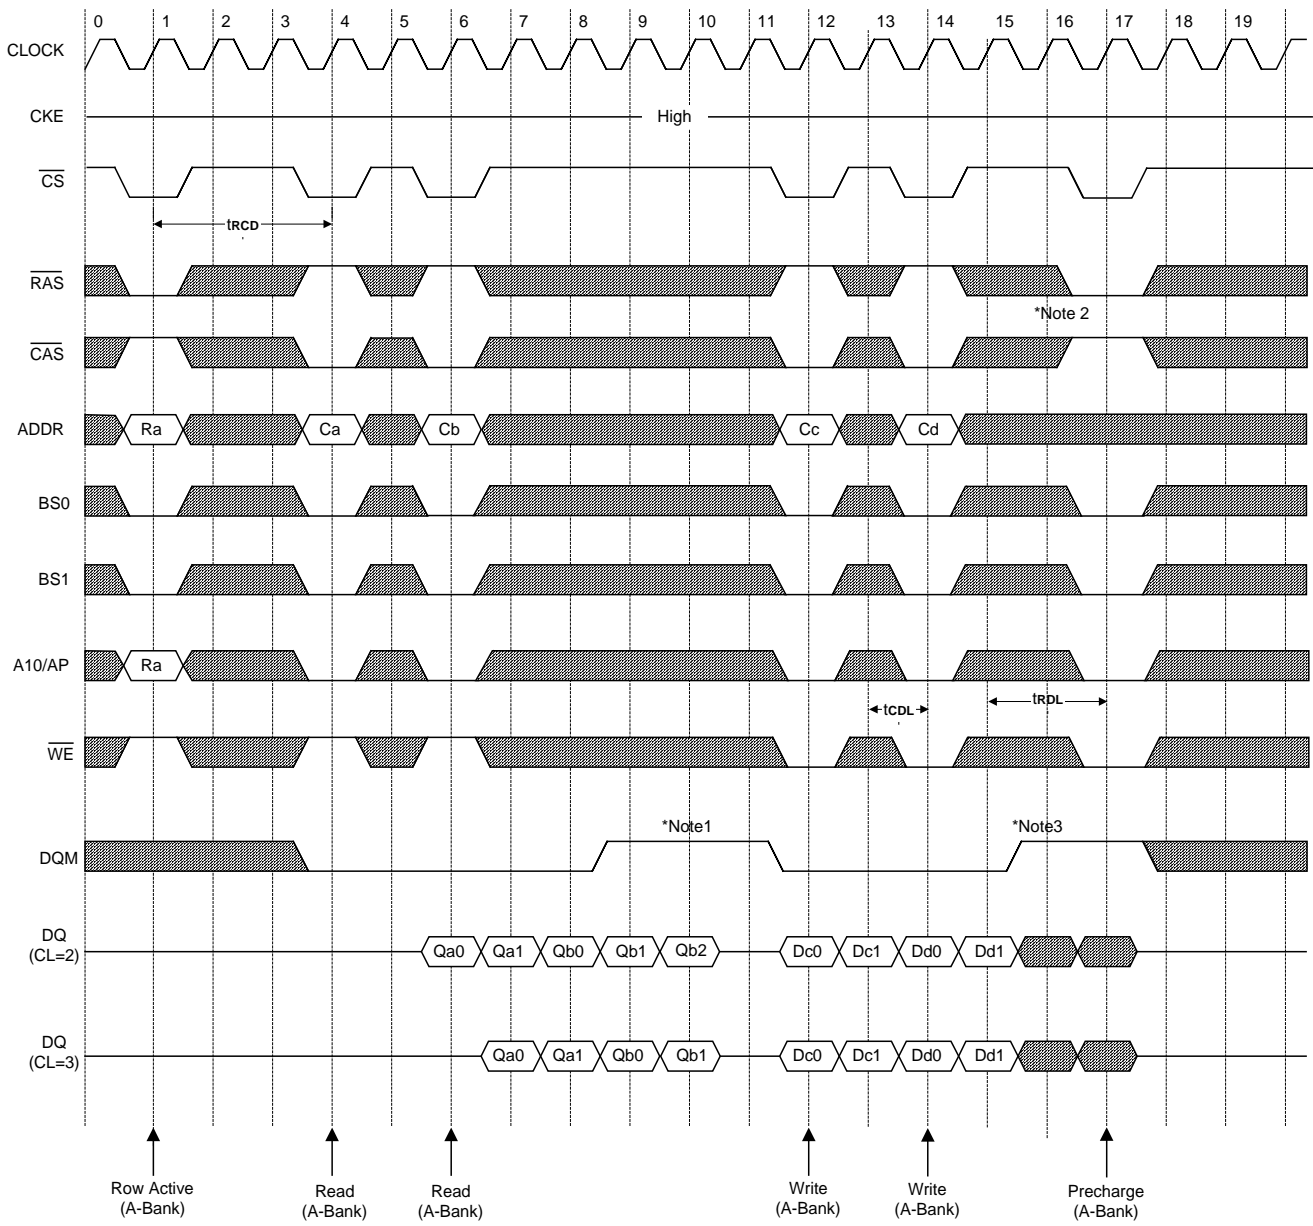 0 1 2 3 4 5 6 7 8 9 10 11 12 13 14 15 16 17 18 19
CLOCK
CKE High
CS
tRCD
RAS
*Note 2
CAS
ADDR Ra Ca Cb Cc Cd
BS0
BS1
A10/AP Ra
tCDL tRDL
WE
*Note1 *Note3
DQM
DQ
(CL=2) Qa0 Qa1 Qb0 Qb1 Qb2 Dc0 Dc1 Dd0 Dd1
DQ
(CL=3) Qa0 Qa1 Qb0 Qb1 Dc0 Dc1 Dd0 Dd1
Row Active Read Read Write Write Precharge
(A-Bank) (A-Bank) (A-Bank) (A-Bank) (A-Bank) (A-Bank)